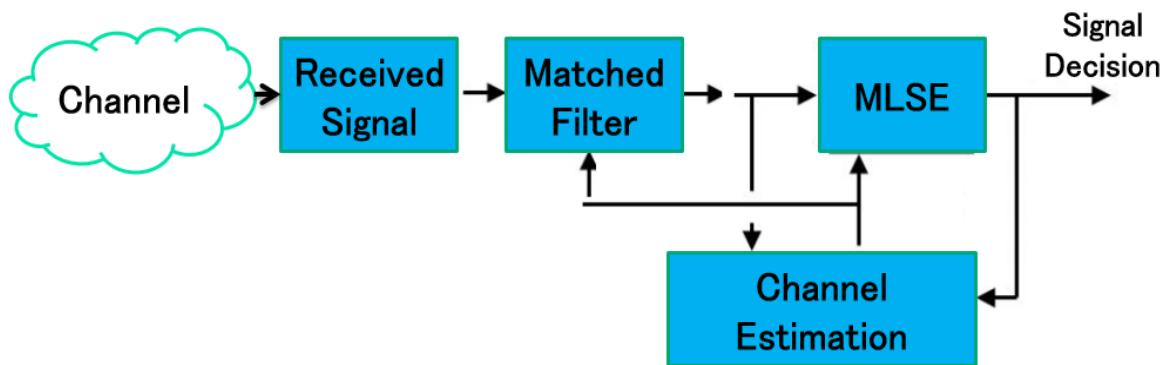 Channel
Received
Signal
Matched
Filter
MLSE
Signal
Decision
Channel
Estimation